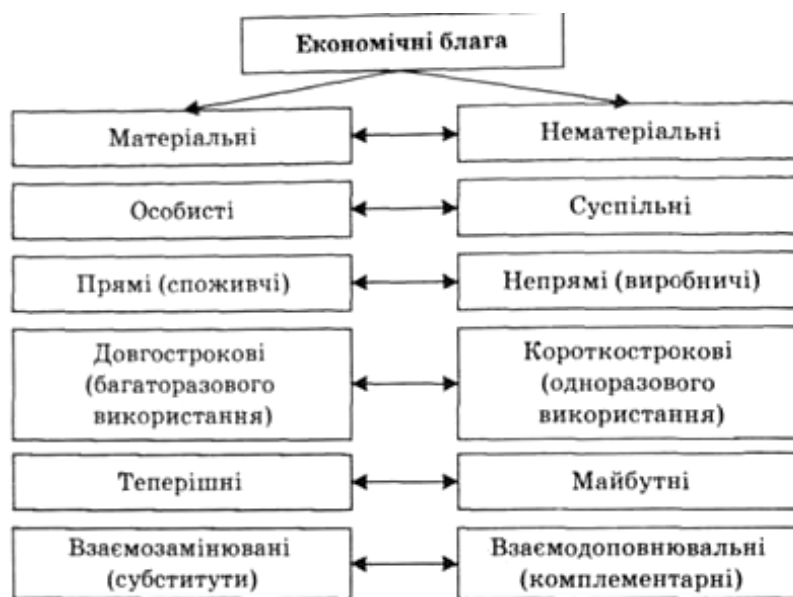 Економічні блага
Матеріальні
Нематеріальні
Особисті
Суспільні
Прямі (споживчі)
Непрямі (виробничі)
Довгострокові
(багаторазового
використання)
Короткострокові
(одноразового
використання)
Теперішні
Майбутні
Взаємозамінювані
(субститути)
Взаємодоповнювальні
(комплементарні)